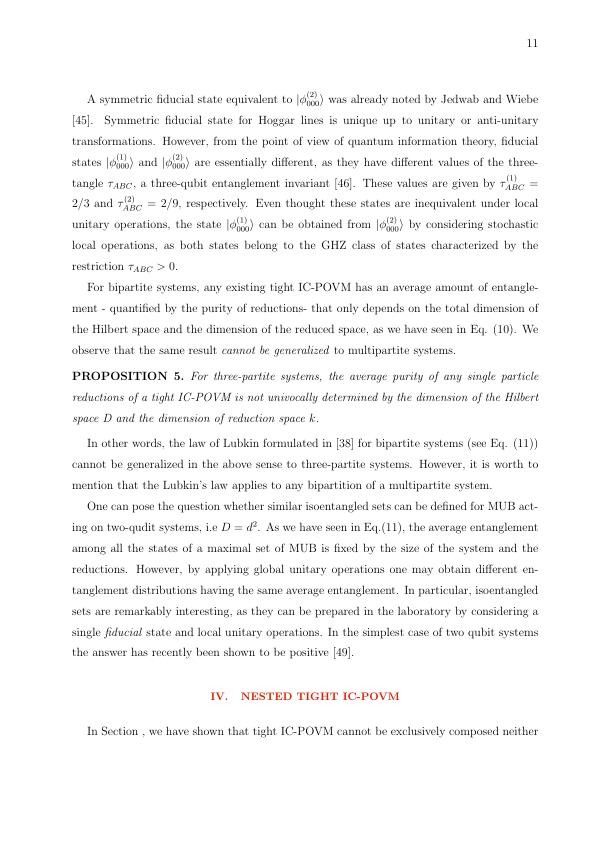 11
A symmetric fiducial state equivalent to |ϕ_{000}^{(2)}⟩ was already noted by Jedwab and Wiebe
[45]. Symmetric fiducial state for Hoggar lines is unique up to unitary or anti-unitary
transformations. However, from the point of view of quantum information theory, fiducial
states |ϕ_{000}^{(1)}⟩ and |ϕ_{000}^{(2)}⟩ are essentially different, as they have different values of the three-
tangle τ_{ABC}, a three-qubit entanglement invariant [46]. These values are given by τ_{ABC}^{(1)} =
2/3 and τ_{ABC}^{(2)} = 2/9, respectively. Even thought these states are inequivalent under local
unitary operations, the state |ϕ_{000}^{(1)}⟩ can be obtained from |ϕ_{000}^{(2)}⟩ by considering stochastic
local operations, as both states belong to the GHZ class of states characterized by the
restriction τ_{ABC} > 0.
For bipartite systems, any existing tight IC-POVM has an average amount of entangle-
ment - quantified by the purity of reductions- that only depends on the total dimension of
the Hilbert space and the dimension of the reduced space, as we have seen in Eq. (10). We
observe that the same result cannot be generalized to multipartite systems.
PROPOSITION 5. For three-partite systems, the average purity of any single particle
reductions of a tight IC-POVM is not univocally determined by the dimension of the Hilbert
space D and the dimension of reduction space k.
In other words, the law of Lubkin formulated in [38] for bipartite systems (see Eq. (11))
cannot be generalized in the above sense to three-partite systems. However, it is worth to
mention that the Lubkin's law applies to any bipartition of a multipartite system.
One can pose the question whether similar isoentangled sets can be defined for MUB act-
ing on two-qudit systems, i.e D = d². As we have seen in Eq.(11), the average entanglement
among all the states of a maximal set of MUB is fixed by the size of the system and the
reductions. However, by applying global unitary operations one may obtain different en-
tanglement distributions having the same average entanglement. In particular, isoentangled
sets are remarkably interesting, as they can be prepared in the laboratory by considering a
single fiducial state and local unitary operations. In the simplest case of two qubit systems
the answer has recently been shown to be positive [49].
IV. NESTED TIGHT IC-POVM
In Section , we have shown that tight IC-POVM cannot be exclusively composed neither